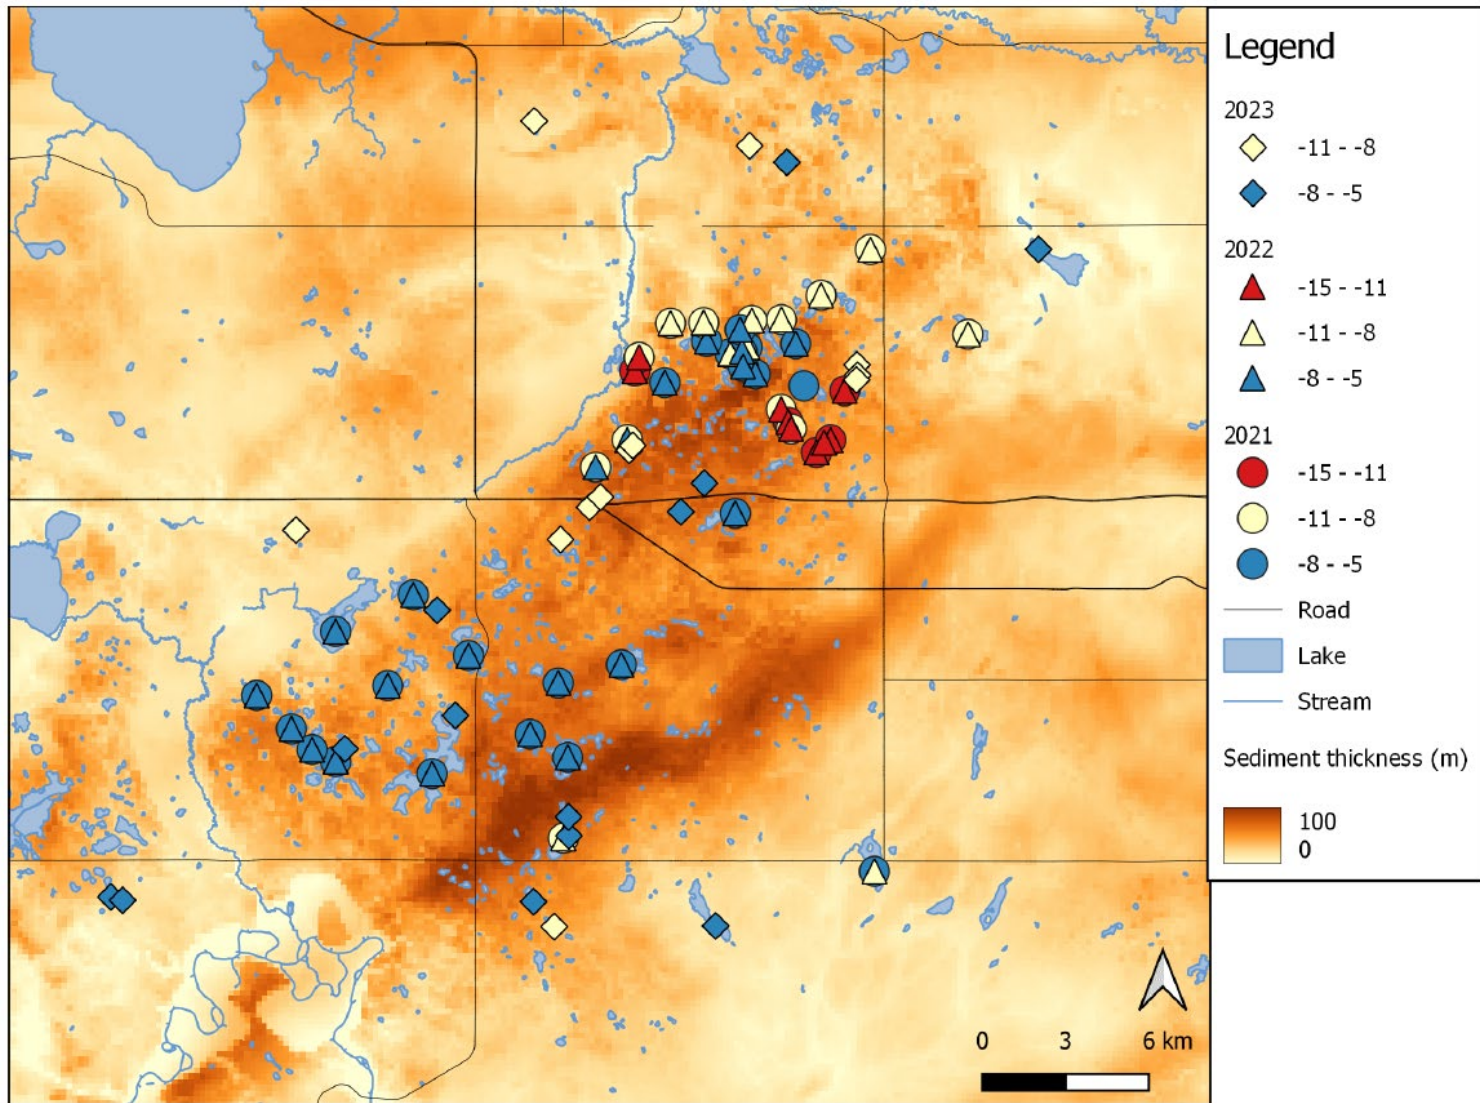 Legend
2023
-11 - -8
-8 - -5
2022
-15 - -11
-11 - -8
-8 - -5
2021
-15 - -11
-11 - -8
-8 - -5
Road
Lake
Stream
Sediment thickness (m)
100
0
0 3 6 km